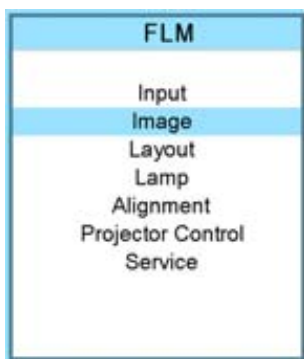 FLM
Input
Image
Layout
Lamp
Alignment
Projector Control
Service